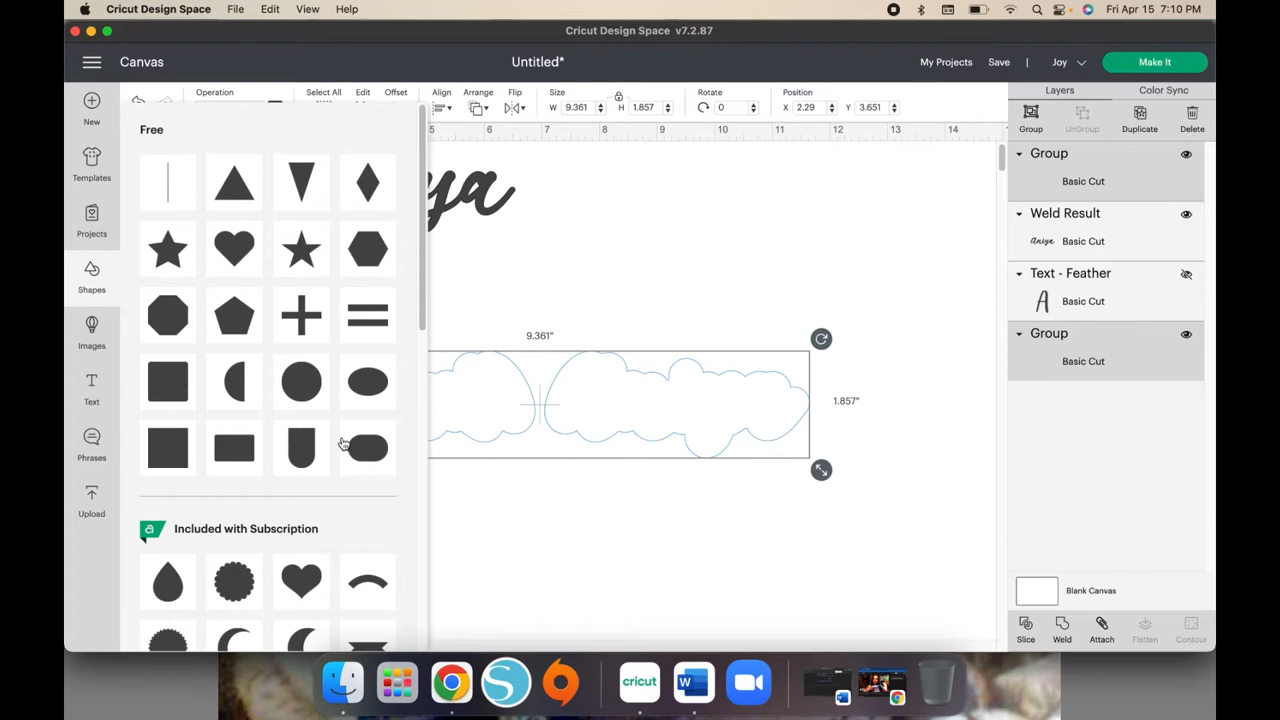 Cricut Design Space File Edit View Help Fri Apr 15 7:10 PM
Cricut Design Space v7.2.87
Canvas Untitled* My Projects Save | Joy Make It
Operation Select All Edit Offset Align Arrange Flip Size Rotate Position
W 9.361 H 1.857 0 X 2.29 Y 3.651
Layers Color Sync
Group UnGroup Duplicate Delete
New
Templates
Projects
Shapes
Images
Text
Phrases
Upload
Free
Included with Subscription
a
5 6 7 8 9 10 11 12 13 14
ya
9.361"
1.857"
Group
Basic Cut
Weld Result
Aniya Basic Cut
Text - Feather
A Basic Cut
Group
Basic Cut
Blank Canvas
Slice Weld Attach Flatten Contour
cricut W S W